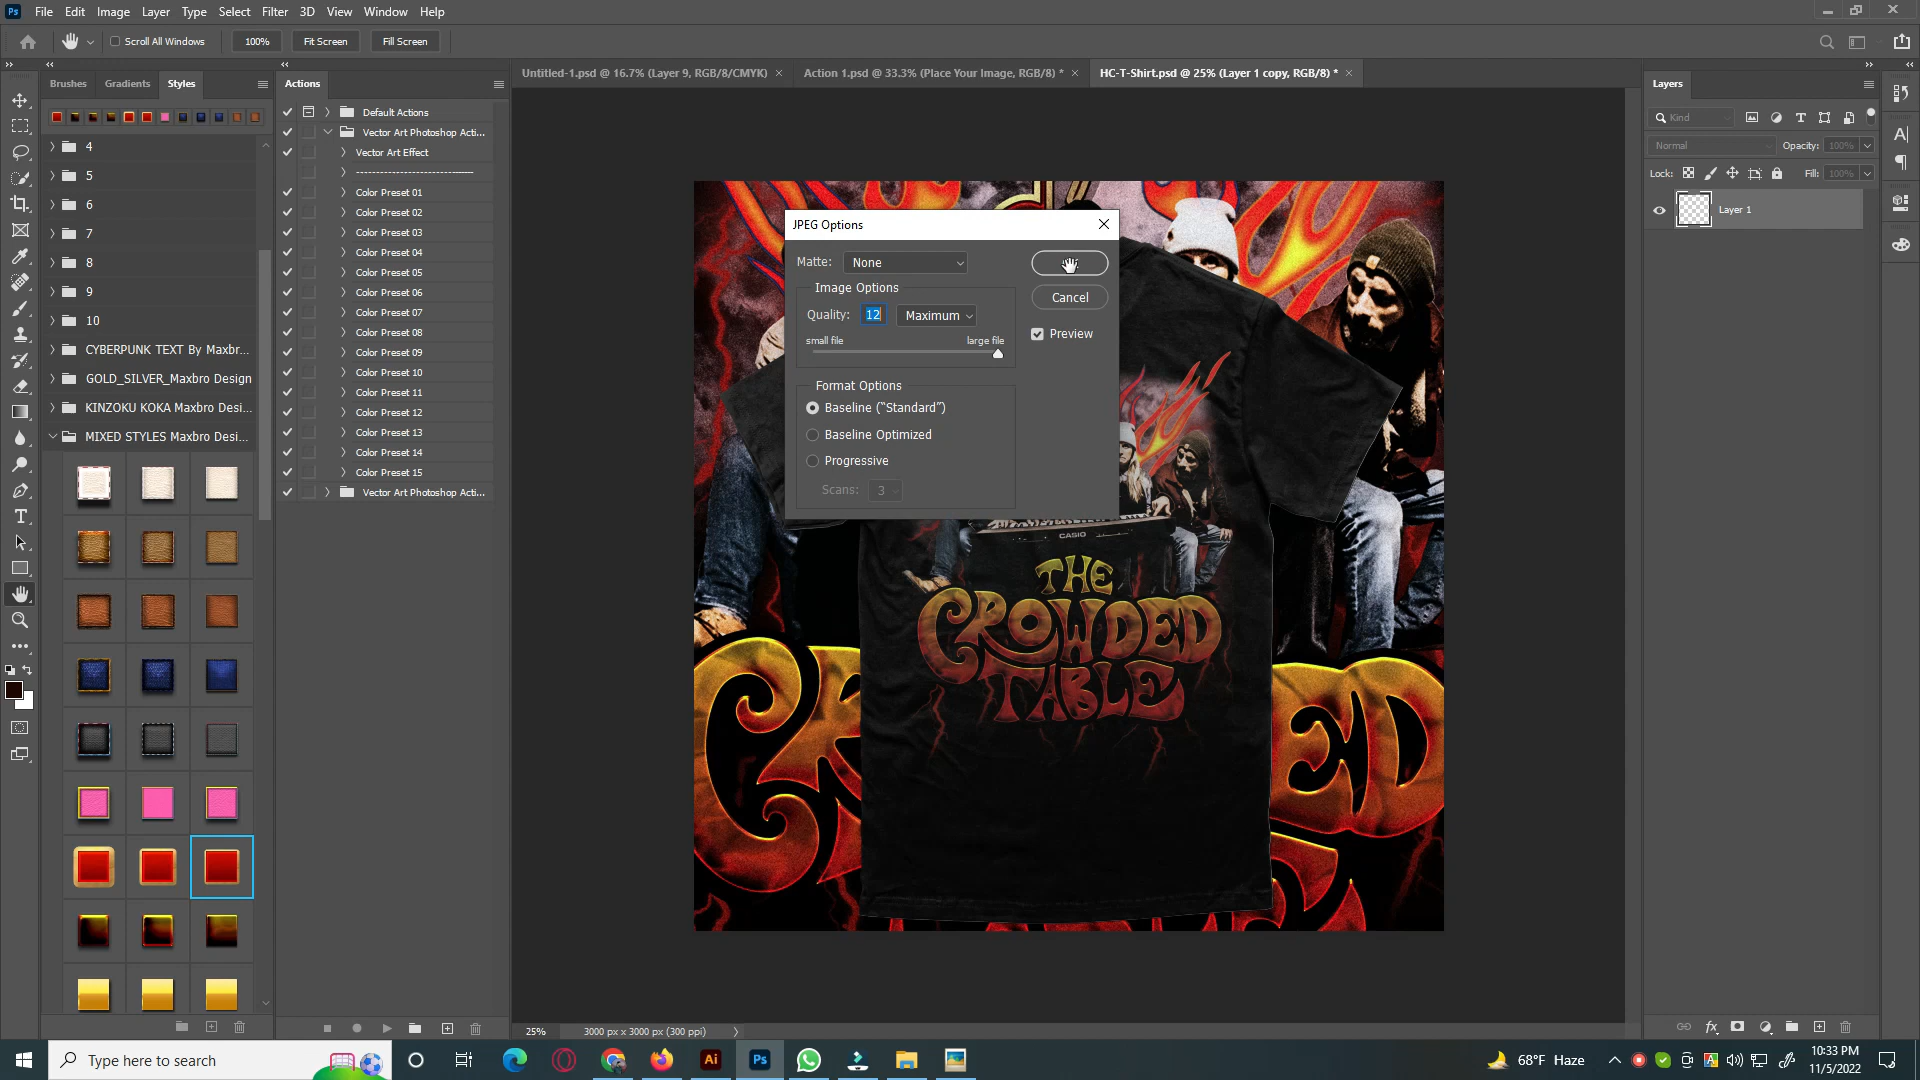 Ps File Edit Image Layer Type Select Filter 3D View Window Help
Scroll All Windows 100% Fit Screen Fill Screen
Brushes Gradients Styles
4
5
6
7
8
9
10
CYBERPUNK TEXT By Maxbr...
GOLD_SILVER_Maxbro Design
KINZOKU KOKA Maxbro Desi...
MIXED STYLES Maxbro Desi...
Actions
Default Actions
Vector Art Photoshop Acti...
Vector Art Effect
----------------------------
Color Preset 01
Color Preset 02
Color Preset 03
Color Preset 04
Color Preset 05
Color Preset 06
Color Preset 07
Color Preset 08
Color Preset 09
Color Preset 10
Color Preset 11
Color Preset 12
Color Preset 13
Color Preset 14
Color Preset 15
Vector Art Photoshop Acti...
Untitled-1.psd @ 16.7% (Layer 9, RGB/8/CMYK) Action 1.psd @ 33.3% (Place Your Image, RGB/8) * HC-T-Shirt.psd @ 25% (Layer 1 copy, RGB/8) *
JPEG Options
Matte: None
Image Options
Quality: 12 Maximum
small file large file
Format Options
Baseline ("Standard")
Baseline Optimized
Progressive
Scans: 3
Cancel
Preview
CASIO
THE
CROWDED
TABLE
25% 3000 px x 3000 px (300 ppi)
Layers
Kind
Normal Opacity: 100%
Lock: Fill: 100%
Layer 1
Type here to search
Ai Ps
68°F Haze
10:33 PM
11/5/2022